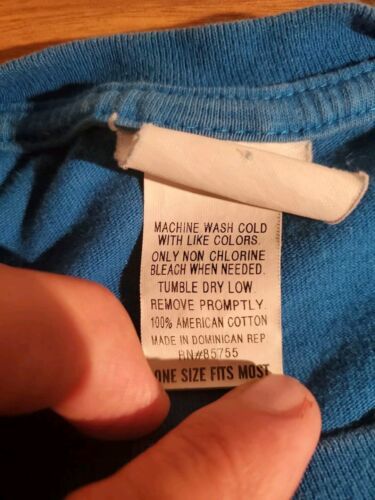 MACHINE WASH COLD
WITH LIKE COLORS.
ONLY NON CHLORINE
BLEACH WHEN NEEDED.
TUMBLE DRY LOW
REMOVE PROMPTLY.
100% AMERICAN COTTON
MADE IN DOMINICAN REP.
RN#85755
ONE SIZE FITS MOST